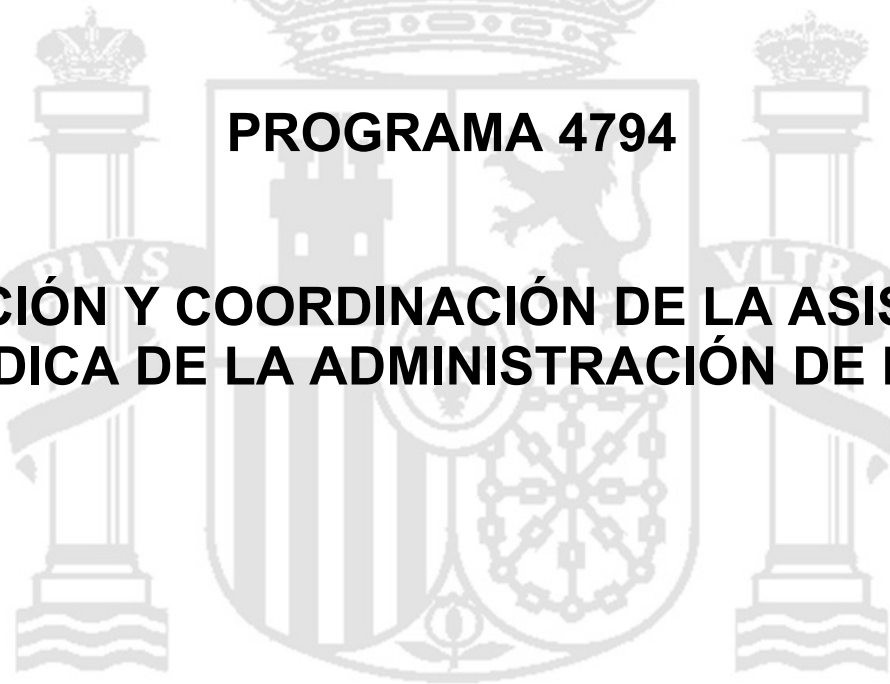 PROGRAMA 4794
PLVS
VLTR
CIÓN Y COORDINACIÓN DE LA ASIS
DICA DE LA ADMINISTRACIÓN DE